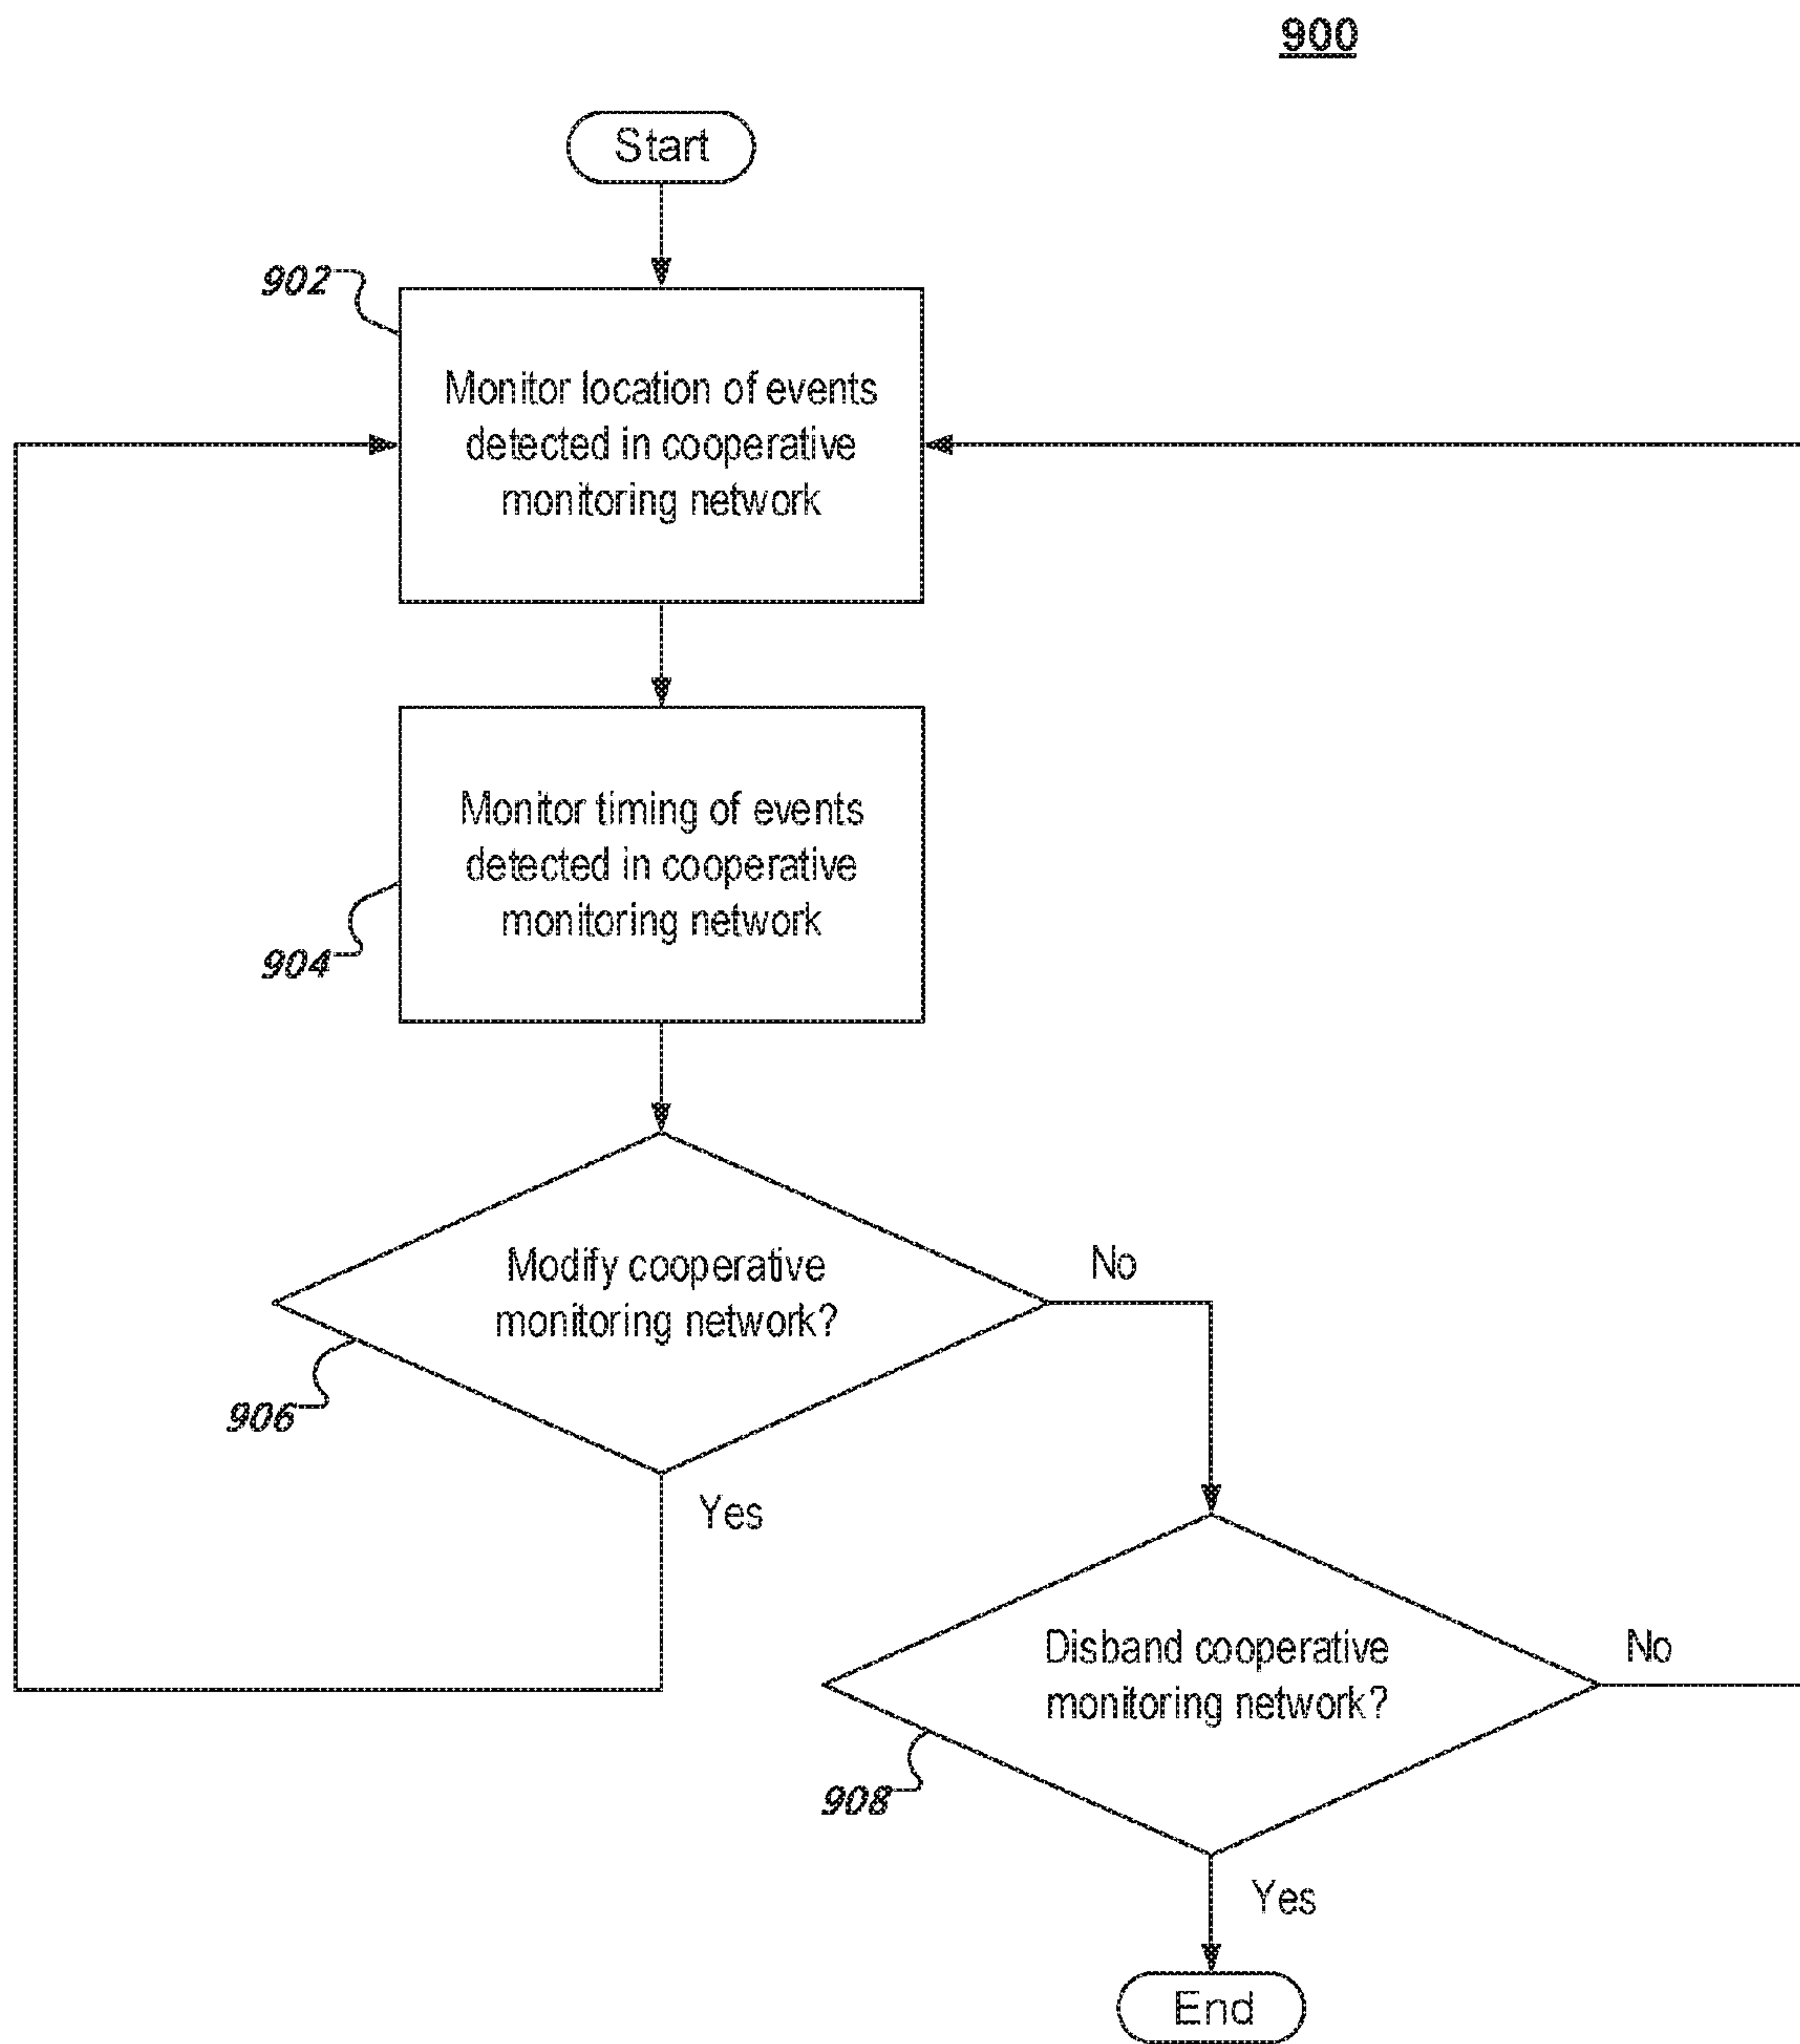 900
Start
902
Monitor location of events
detected in cooperative
monitoring network
Monitor timing of events
detected in cooperative
monitoring network
904
Modify cooperative
monitoring network?
No
906
Yes
Disband cooperative
monitoring network?
No
908
Yes
End